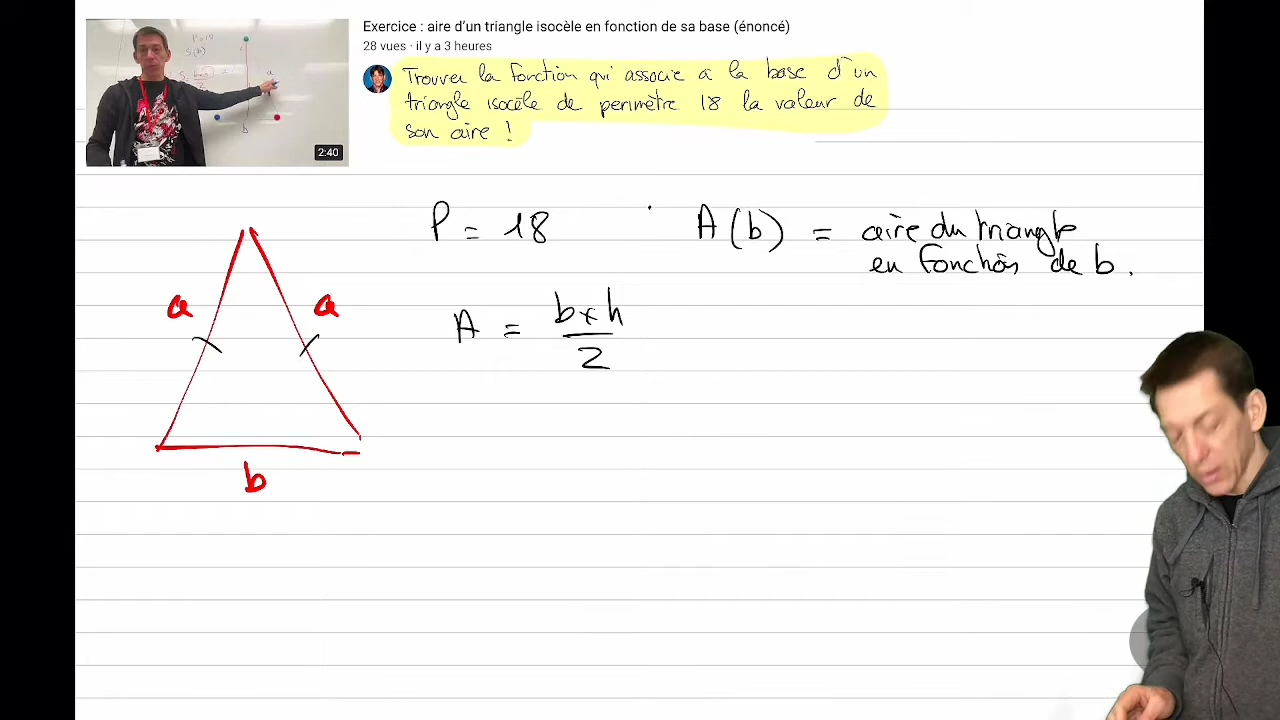 Exercice : aire d'un triangle isocèle en fonction de sa base (énoncé)
28 vues · il y a 3 heures
P=18
S(b)
a
b
2:40
Trouver la fonction qui associe à la base d'un
triangle isocèle de perimètre 18 la valeur de
son aire !
P = 18
A(b) = aire du triangle
en fonction de b.
a
a
A = b×h
2
b